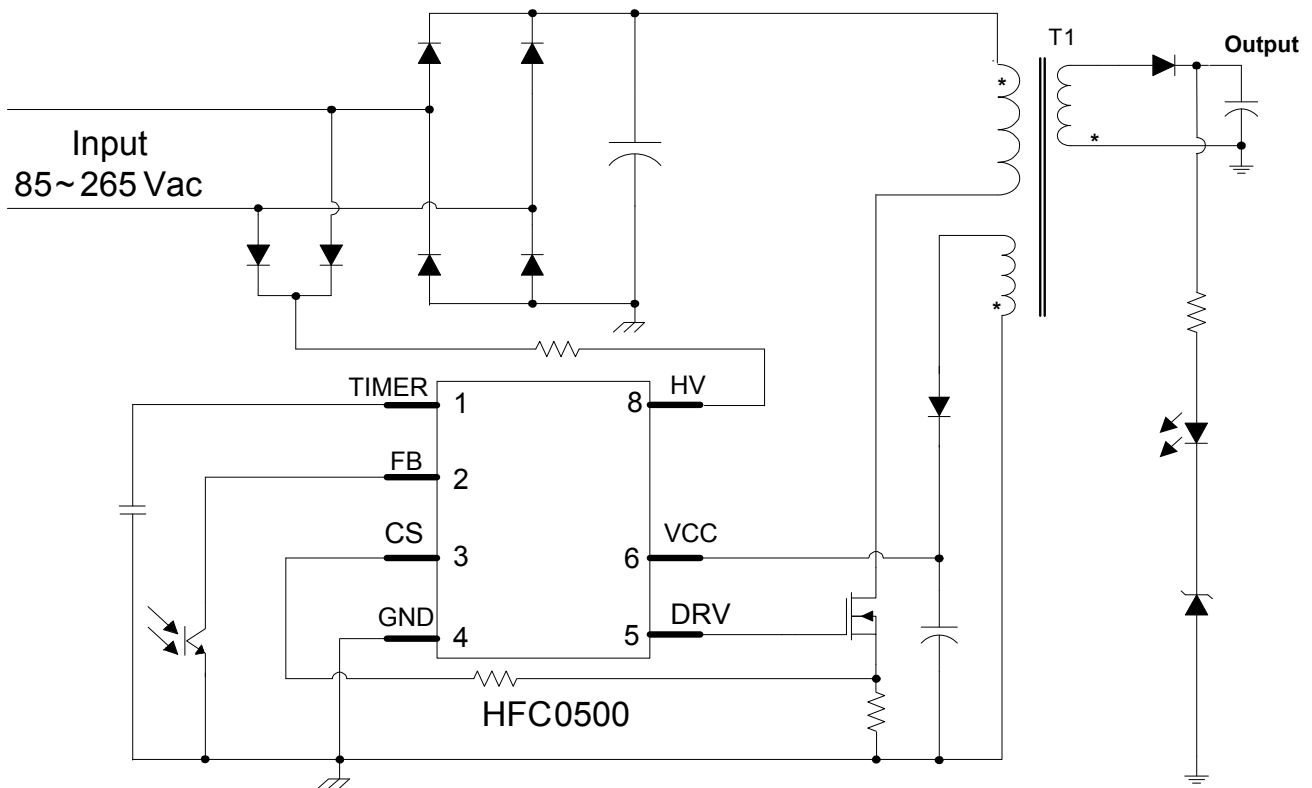 T1
Output
Input
85~265 Vac
*
*
*
TIMER
1
8
HV
FB
2
CS
3
VCC
6
GND
4
DRV
5
HFC0500